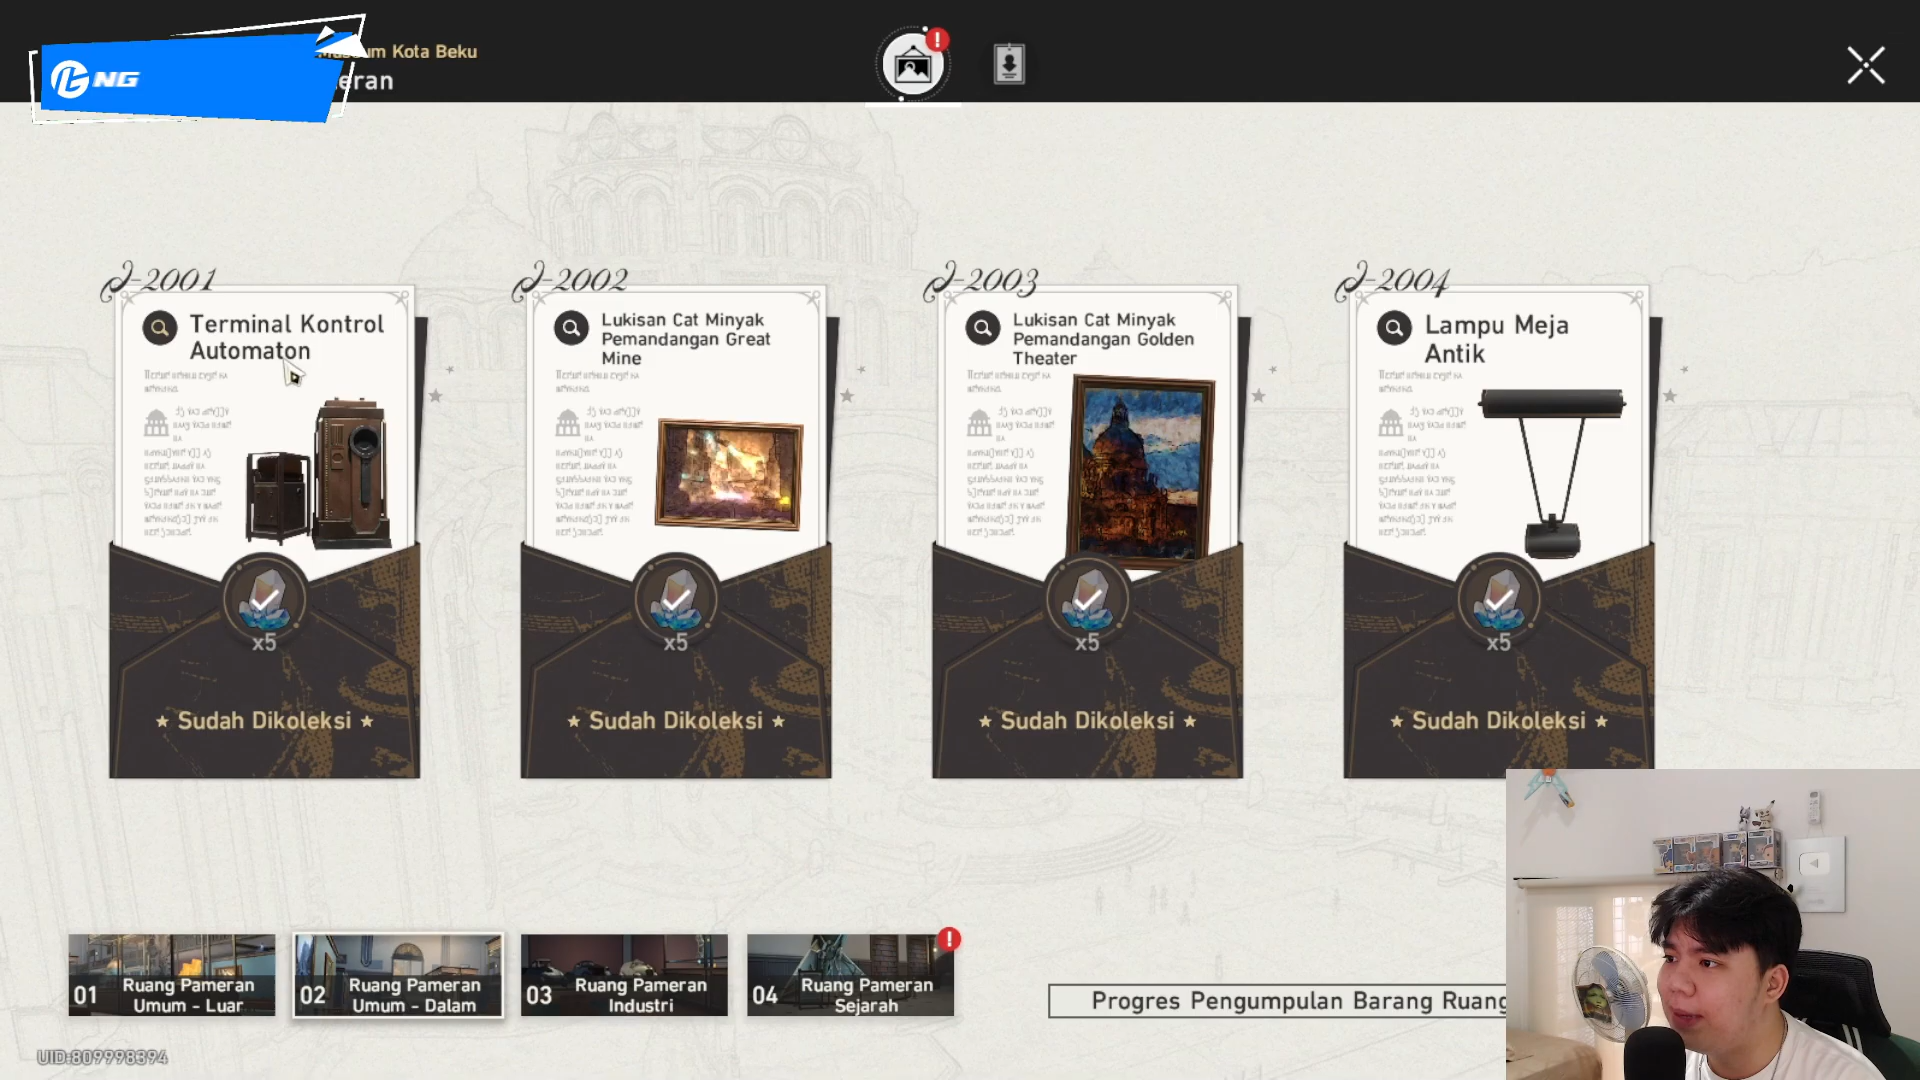 NG
Museum Kota Beku
eran
J-2001
Terminal Kontrol
Automaton
x5
Sudah Dikoleksi
J-2002
Lukisan Cat Minyak
Pemandangan Great
Mine
x5
Sudah Dikoleksi
J-2003
Lukisan Cat Minyak
Pemandangan Golden
Theater
x5
Sudah Dikoleksi
J-2004
Lampu Meja
Antik
x5
Sudah Dikoleksi
01
Ruang Pameran
Umum - Luar
02
Ruang Pameran
Umum - Dalam
03
Ruang Pameran
Industri
04
Ruang Pameran
Sejarah
Progres Pengumpulan Barang Ruang
UID:809998394